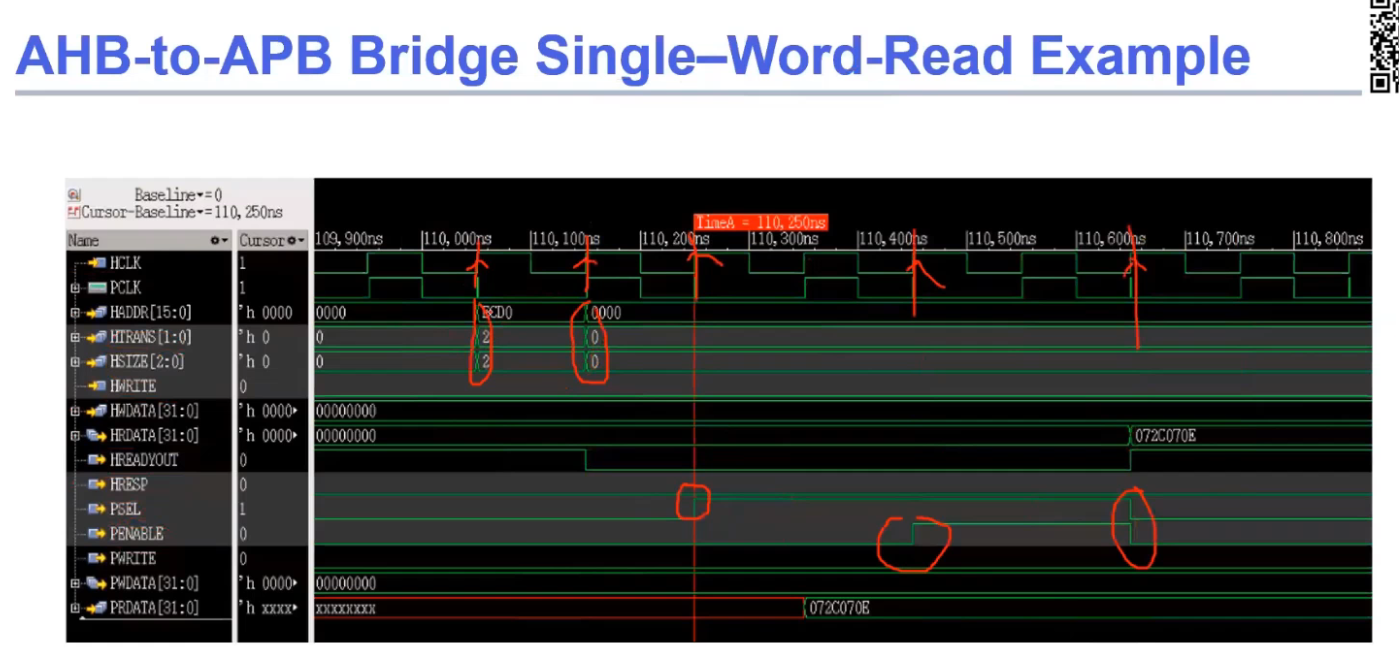 AHB-to-APB Bridge Single–Word-Read Example
Baseline▾=0
Cursor-Baseline▾=110,250ns
TimeA = 110,250ns
Name Cursor 109,900ns 110,000ns 110,100ns 110,200ns 110,300ns 110,400ns 110,500ns 110,600ns 110,700ns 110,800ns
HCLK 1
PCLK 1
HADDR[15:0] 'h 0000 0000 BCD0 0000
HTRANS[1:0] 'h 0 0 2 0
HSIZE[2:0] 'h 0 0 2 0
HWRITE 0
HWDATA[31:0] 'h 0000▸ 00000000
HRDATA[31:0] 'h 0000▸ 00000000 072C070E
HREADYOUT 0
HRESP 0
PSEL 1
PENABLE 0
PWRITE 0
PWDATA[31:0] 'h 0000▸ 00000000
PRDATA[31:0] 'h xxxx▸ xxxxxxxx 072C070E